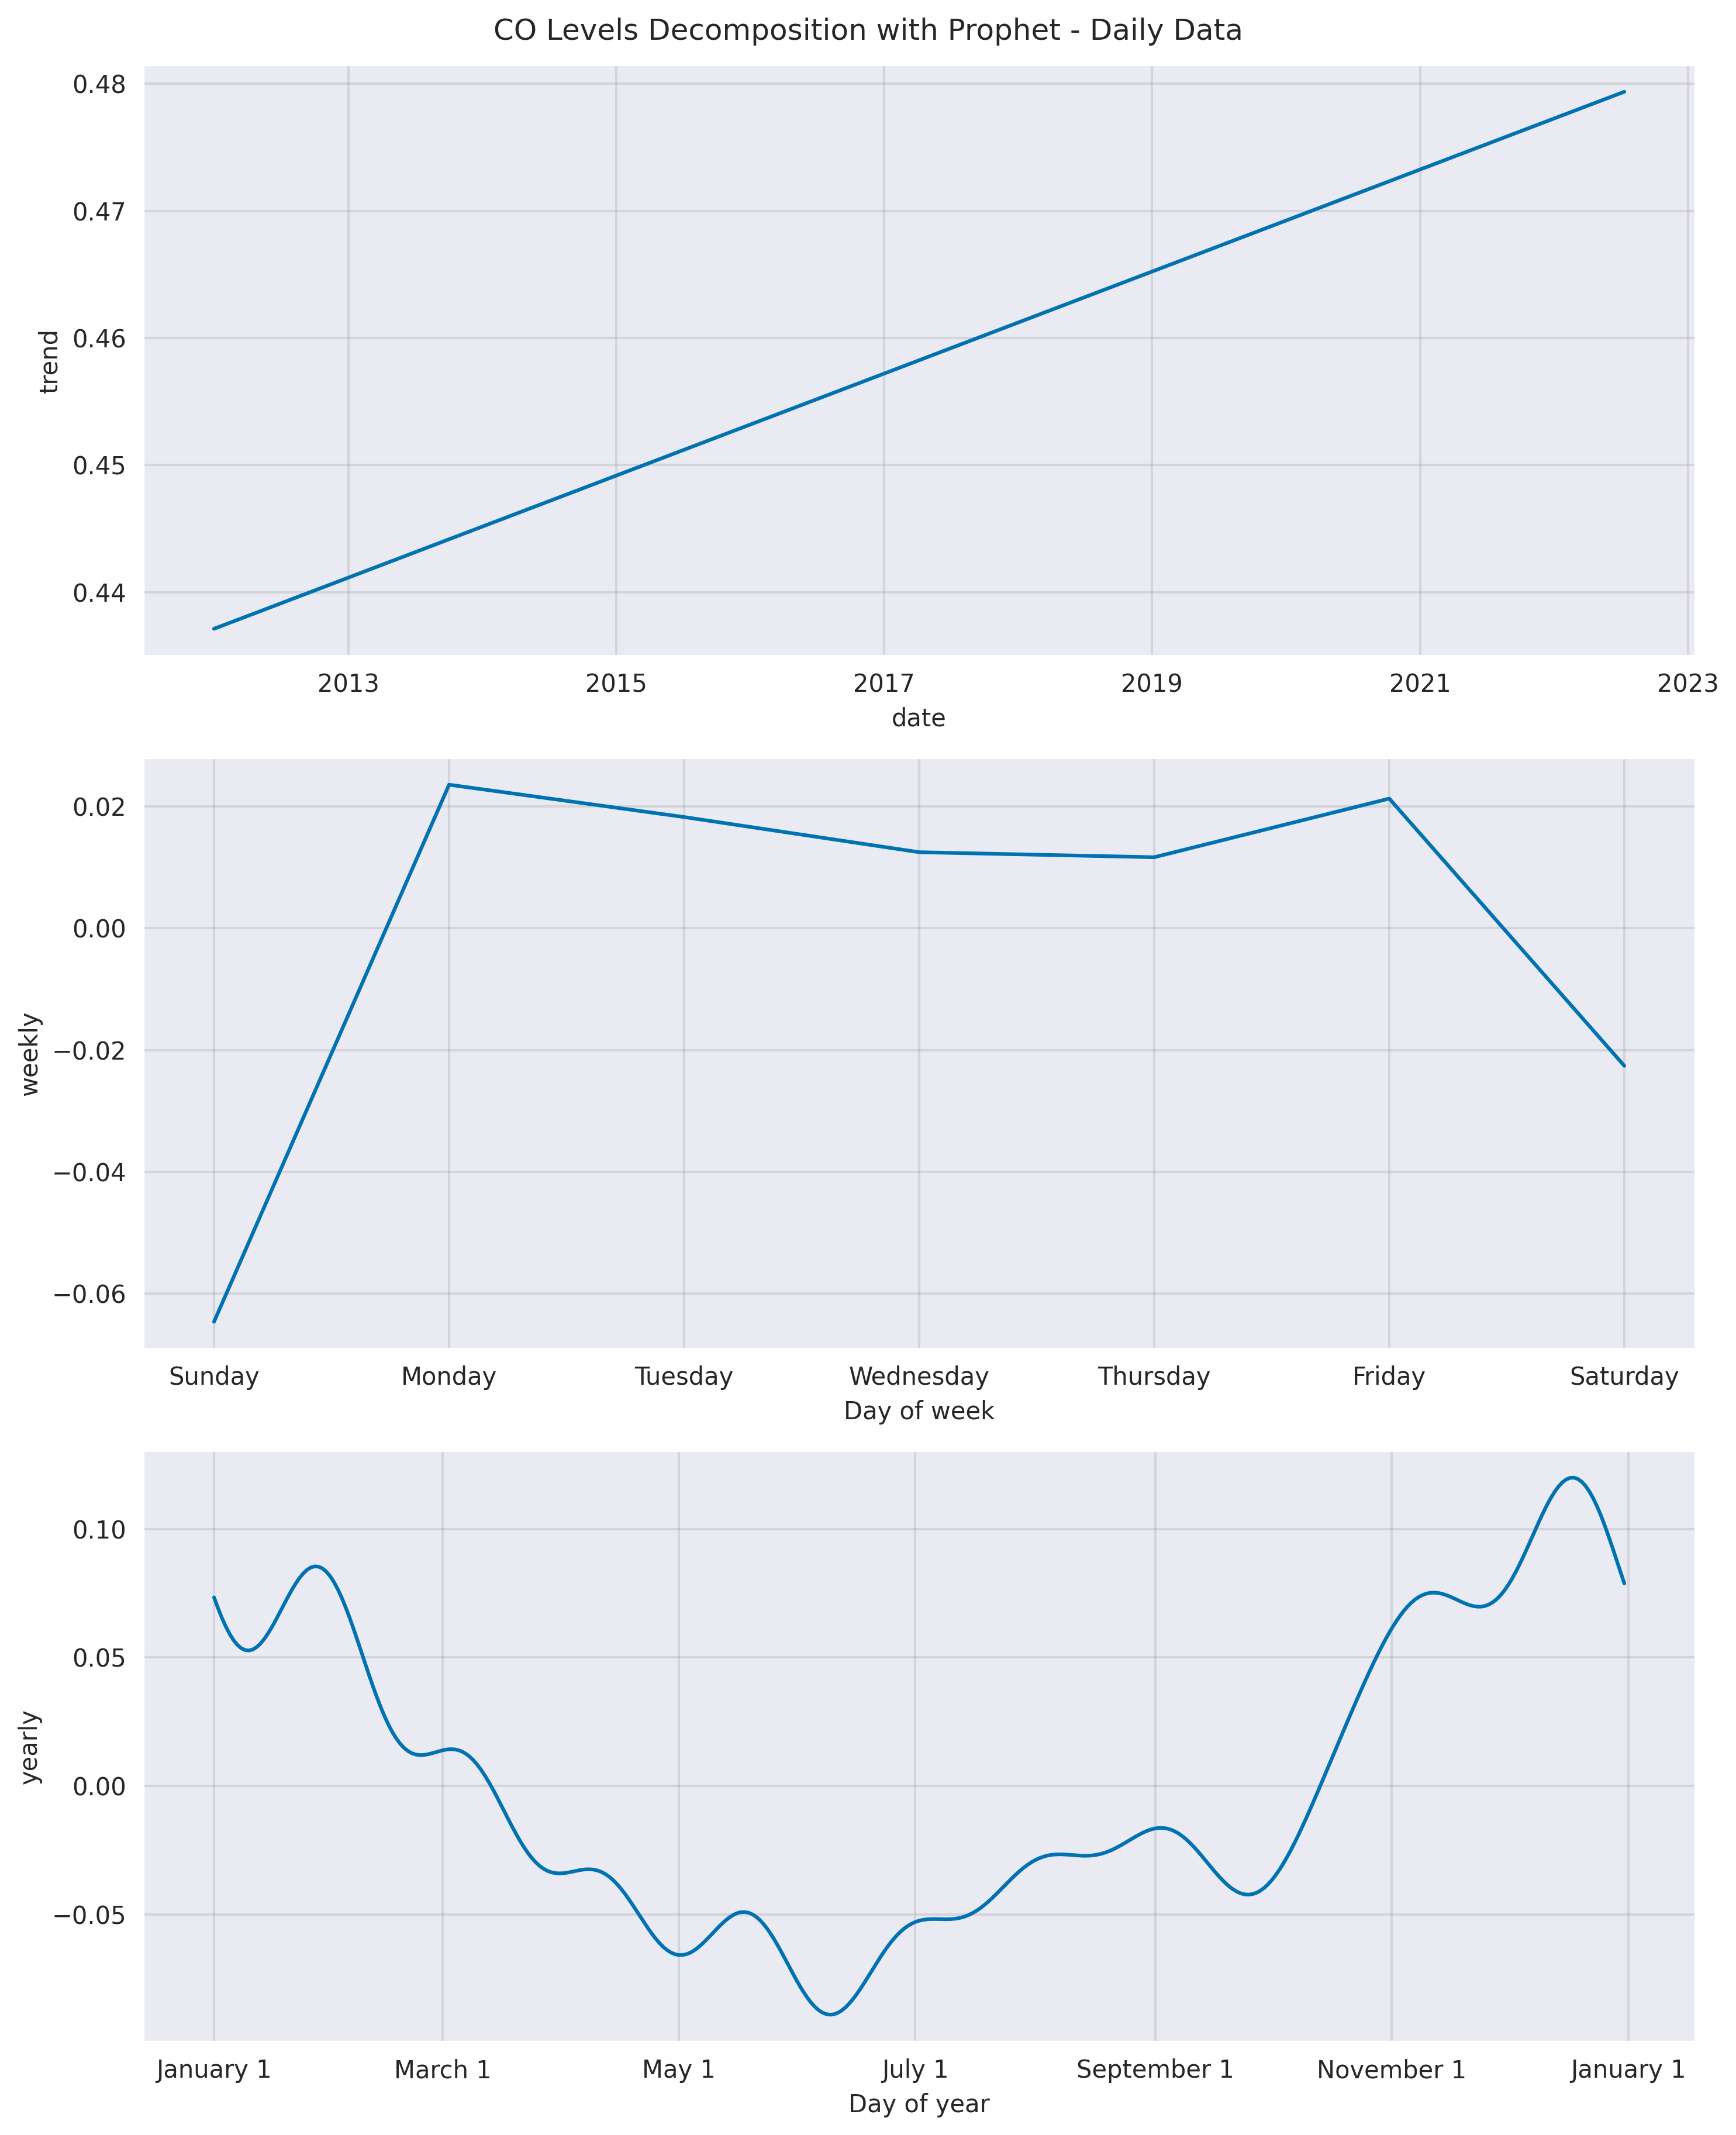 CO Levels Decomposition with Prophet - Daily Data
0.48
0.47
0.46
0.45
0.44
trend
2013 2015 2017 2019 2021 2023
date
0.02
0.00
−0.02
−0.04
−0.06
weekly
Sunday Monday Tuesday Wednesday Thursday Friday Saturday
Day of week
0.10
0.05
0.00
−0.05
yearly
January 1 March 1 May 1 July 1 September 1 November 1 January 1
Day of year